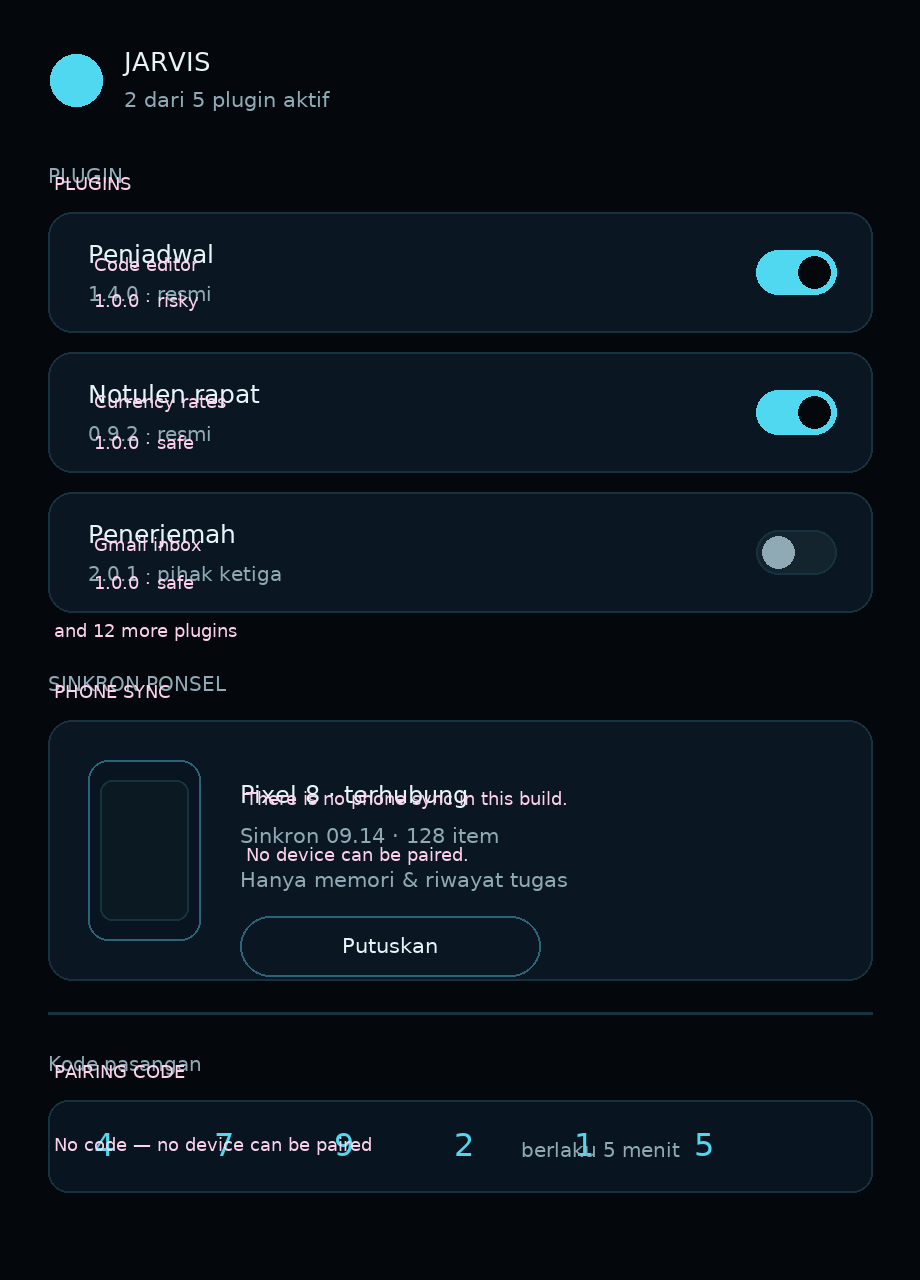 JARVIS
2 dari 5 plugin aktif
PLUGIN
PLUGINS
Penjadwal
Code editor
1.4.0 · resmi
1.0.0 · risky
Notulen rapat
Currency rates
0.9.2 · resmi
1.0.0 · safe
Penerjemah
Gmail inbox
2.0.1 · pihak ketiga
1.0.0 · safe
and 12 more plugins
SINKRON PONSEL
PHONE SYNC
Pixel 8 · terhubung
There is no phone sync in this build.
Sinkron 09.14 · 128 item
No device can be paired.
Hanya memori & riwayat tugas
Putuskan
Kode pasangan
PAIRING CODE
4 7 9 2 1 5
No code — no device can be paired
berlaku 5 menit